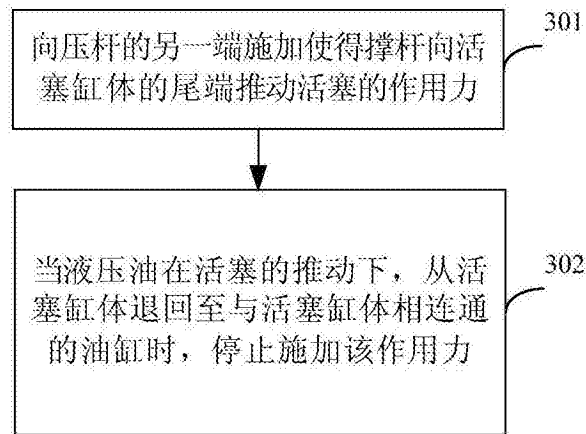 301
向压杆的另一端施加使得撑杆向活
塞缸体的尾端推动活塞的作用力
302
当液压油在活塞的推动下，从活
塞缸体退回至与活塞缸体相连通
的油缸时，停止施加该作用力